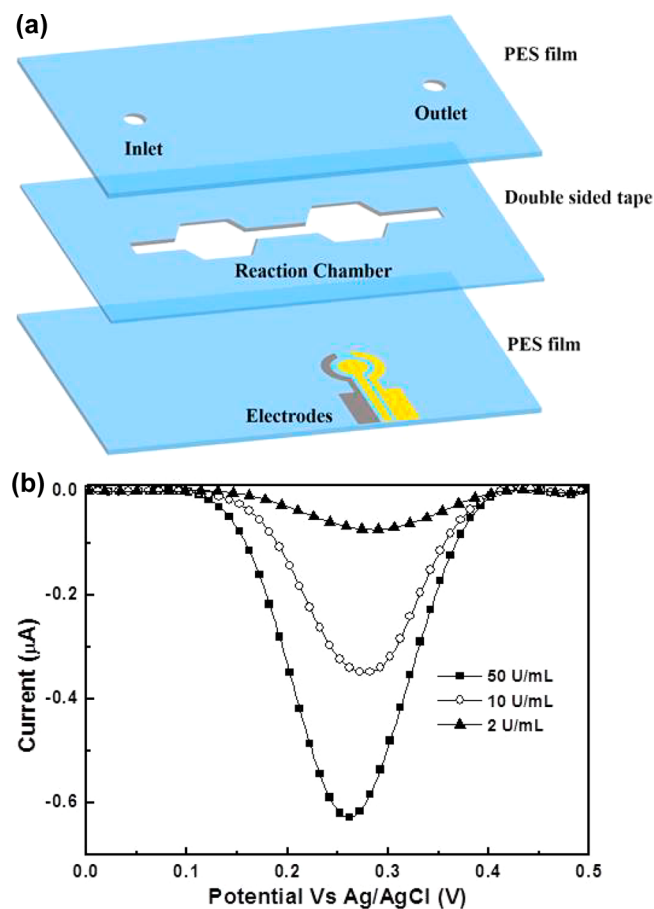 (a)
PES film
Outlet
Inlet
Double sided tape
Reaction Chamber
PES film
Electrodes
(b)
0.0
-0.2
-0.4
-0.6
Current (μA)
50 U/mL
10 U/mL
2 U/mL
0.0 0.1 0.2 0.3 0.4 0.5
Potential Vs Ag/AgCl (V)